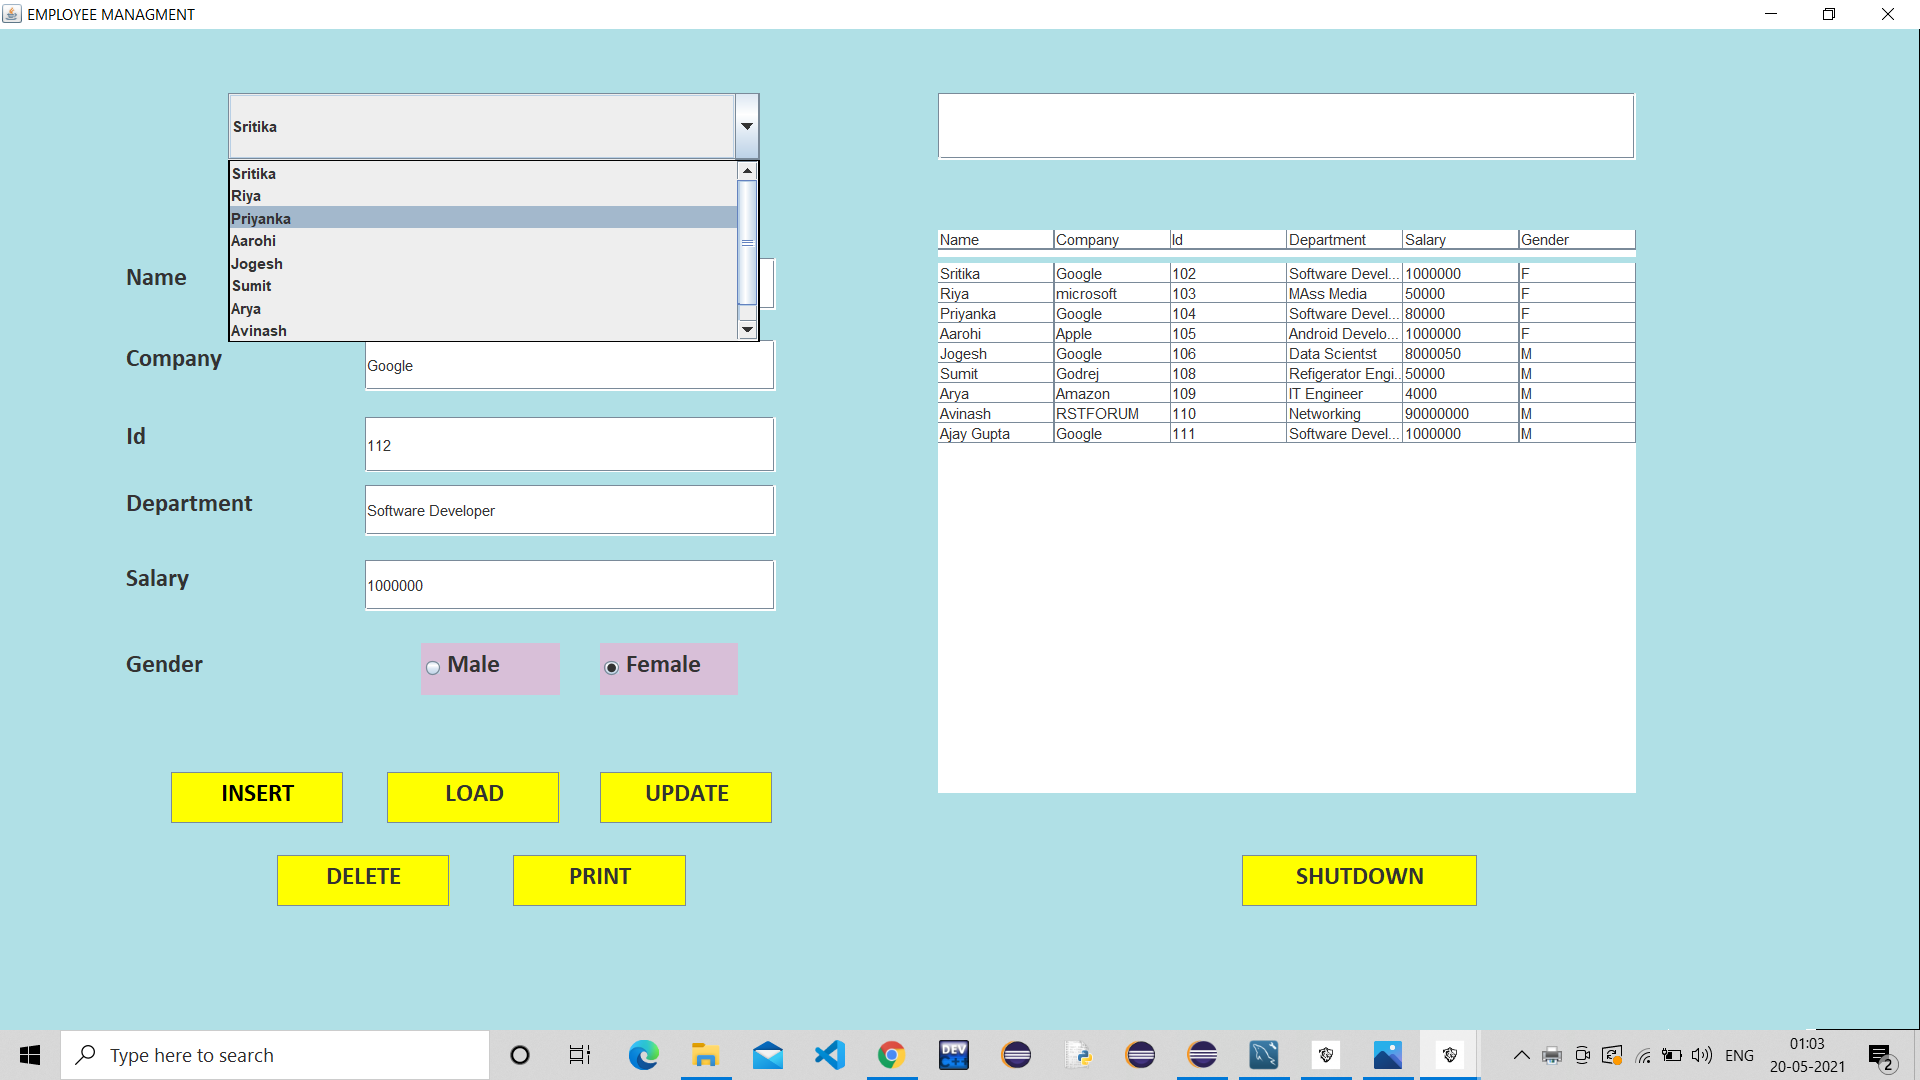 EMPLOYEE MANAGMENT
Sritika
Sritika
Riya
Priyanka
Aarohi
Jogesh
Sumit
Arya
Avinash
Name
Company
Google
Id
112
Department
Software Developer
Salary
1000000
Gender
Male
Female
INSERT
LOAD
UPDATE
DELETE
PRINT
Name Company Id Department Salary Gender
Sritika Google 102 Software Devel... 1000000 F
Riya microsoft 103 MAss Media 50000 F
Priyanka Google 104 Software Devel... 80000 F
Aarohi Apple 105 Android Develo... 1000000 F
Jogesh Google 106 Data Scientst 8000050 M
Sumit Godrej 108 Refigerator Engi... 50000 M
Arya Amazon 109 IT Engineer 4000 M
Avinash RSTFORUM 110 Networking 90000000 M
Ajay Gupta Google 111 Software Devel... 1000000 M
SHUTDOWN
Type here to search
DEV
C++
ENG
01:03
20-05-2021
2